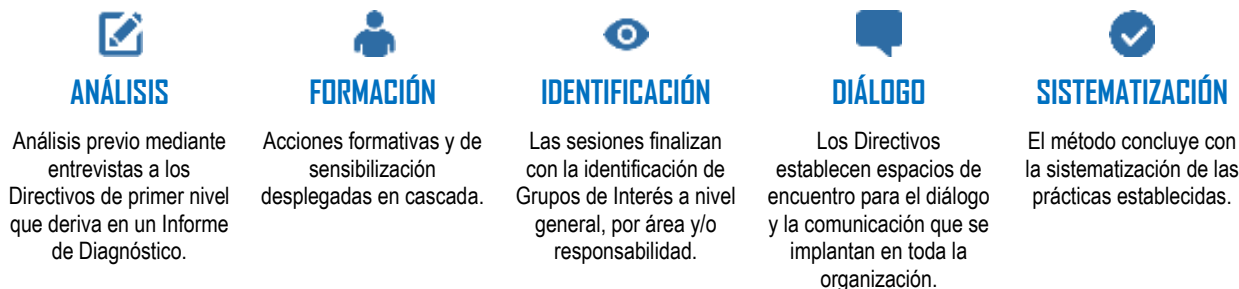 ANÁLISIS
Análisis previo mediante
entrevistas a los
Directivos de primer nivel
que deriva en un Informe
de Diagnóstico.
FORMACIÓN
Acciones formativas y de
sensibilización
desplegadas en cascada.
IDENTIFICACIÓN
Las sesiones finalizan
con la identificación de
Grupos de Interés a nivel
general, por área y/o
responsabilidad.
DIÁLOGO
Los Directivos
establecen espacios de
encuentro para el diálogo
y la comunicación que se
implantan en toda la
organización.
SISTEMATIZACIÓN
El método concluye con
la sistematización de las
prácticas establecidas.